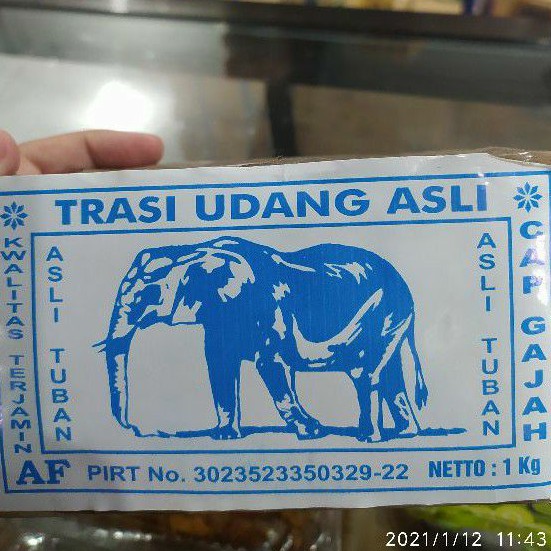 TRASI UDANG ASLI
KWALITAS TERJAMIN
ASLI TUBAN
ASLI TUBAN
CAP GAJAH
AF PIRT No. 3023523350329-22 NETTO : 1 Kg
2021/1/12 11:43